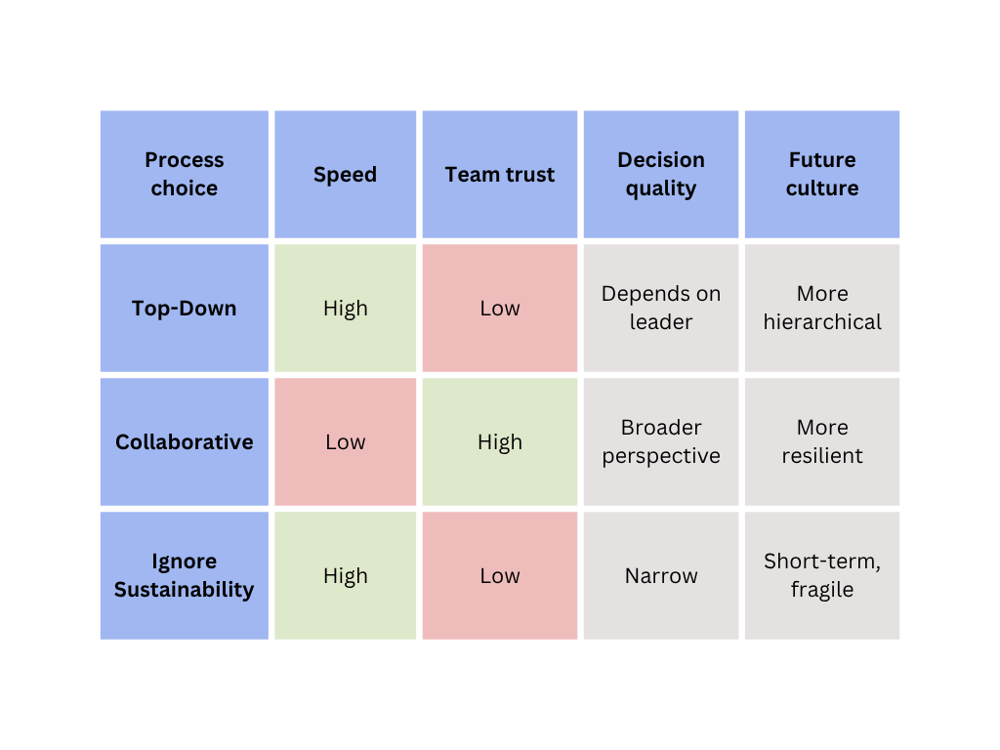 Process
choice
Speed
Team trust
Decision
quality
Future
culture
Top-Down
High
Low
Depends on
leader
More
hierarchical
Collaborative
Low
High
Broader
perspective
More
resilient
Ignore
Sustainability
High
Low
Narrow
Short-term,
fragile